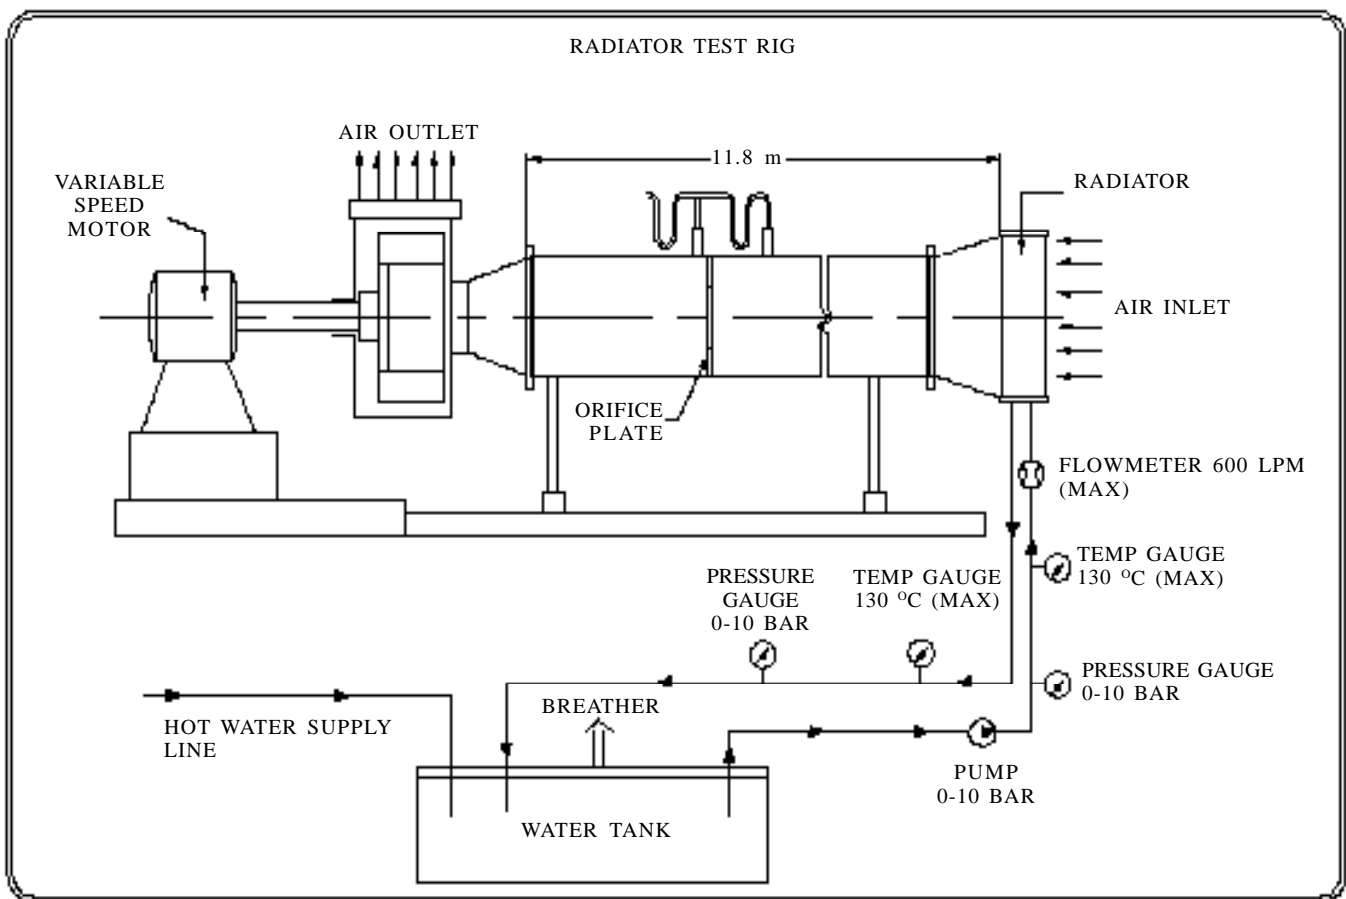 RADIATOR TEST RIG
AIR OUTLET
11.8 m
VARIABLE
SPEED
MOTOR
RADIATOR
AIR INLET
ORIFICE
PLATE
FLOWMETER 600 LPM
(MAX)
TEMP GAUGE
130 ᴼC (MAX)
PRESSURE
GAUGE
0-10 BAR
TEMP GAUGE
130 ᴼC (MAX)
PRESSURE GAUGE
0-10 BAR
HOT WATER SUPPLY
LINE
BREATHER
PUMP
0-10 BAR
WATER TANK